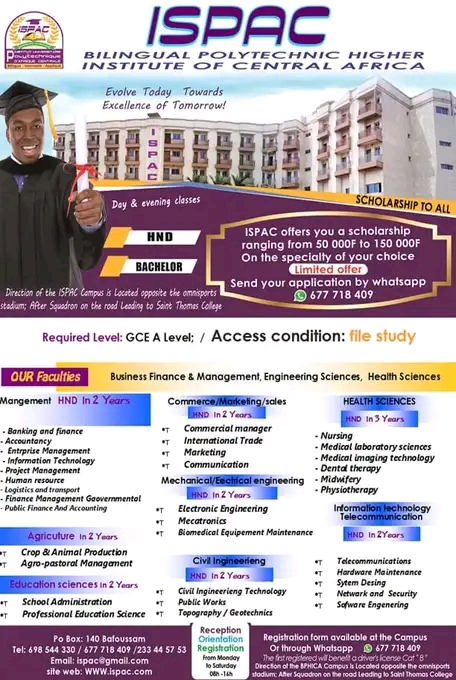 ISPAC
INSTITUT UNIVERSITAIRE
Polytechnique
D'AFRIQUE CENTRALE
ISPAC
BILINGUAL POLYTECHNIC HIGHER
INSTITUTE OF CENTRAL AFRICA
Evolve Today Towards
Excellence of Tomorrow!
ISPAC
SCHOLARSHIP TO ALL
Day & evening classes
HND
BACHELOR
ISPAC offers you a scholarship
ranging from 50 000F to 150 000F
On the specialty of your choice
Limited offer
Send your application by whatsapp
677 718 409
Direction of the ISPAC Campus is Located opposite the omnisports
stadium; After Squadron on the road Leading to Saint Thomas College
Required Level: GCE A Level; / Access condition: file study
OUR Faculties
Business Finance & Management, Engineering Sciences, Health Sciences
Mangement HND In 2 Years
- Banking and finance
- Accountancy
- Entrprise Management
- Information Technology
- Project Management
- Human resource
- Logistics and transport
- Finance Management Gaovernmental
- Public Finance And Accounting
Agricuture in 2 Years
Crop & Animal Production
Agro-pastoral Management
Education sciences in 2 Years
School Administration
Professional Education Science
Commerce/Marketing/sales
HND in 2 Years
Commercial manager
International Trade
Marketing
Communication
Mechanical/Electrical engineering
HND in 2 Years
Electronic Engineering
Mecatronics
Biomedical Equipement Maintenance
Civil Engineerieng
HND in 2 Years
Civil Engineerieng Technology
Public Works
Topography / Geotechnics
HEALTH SCIENCES
HND in 3 Years
- Nursing
- Medical laboratory sciences
- Medical imaging technology
- Dental therapy
- Midwifery
- Physiotherapy
Information technology
Telecommunication
HND in 2Years
Telecommunications
Hardware Maintenance
Sytem Desing
Network and Security
Sofware Engenering
Po Box: 140 Bafoussam
Tel: 698 544 330 / 677 718 409 /233 44 57 53
Email: ispac@gmail.com
site web: WWW.ispac.com
Reception
Orientation
Registration
From Monday
to Saturday
08h -16h
Registration form available at the Campus
Or through Whatsapp 677 718 409
The first registered will benefit a driver's license Cat "B"
Direction of the BPHICA Campus is Located opposite the omnisports
stadium; After Squadron on the road Leading to Saint Thomas College